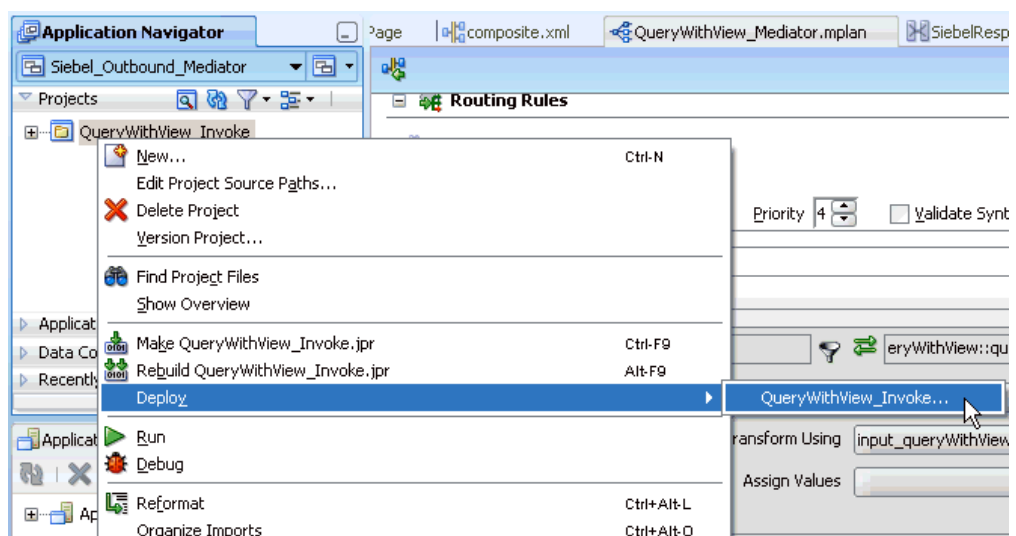 Application Navigator
Page
composite.xml
QueryWithView_Mediator.mplan
SiebelResp
Siebel_Outbound_Mediator
Projects
Routing Rules
QueryWithView_Invoke
New... Ctrl-N
Edit Project Source Paths...
Delete Project
Priority 4 Validate Synt
Version Project...
Find Project Files
Show Overview
Applicat
Make QueryWithView_Invoke.jpr Ctrl-F9
Data Co
eryWithView::qu
Rebuild QueryWithView_Invoke.jpr Alt-F9
Recently
Deploy
QueryWithView_Invoke...
Applicat
Run
ransform Using input_queryWithView
Debug
Assign Values
Reformat Ctrl+Alt-L
Ap
Organize Imports Ctrl+Alt-O